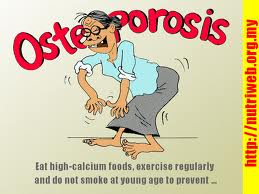 Osteoporosis
Eat high-calcium foods, exercise regularly
and do not smoke at young age to prevent ...
http://nutriweb.org.my